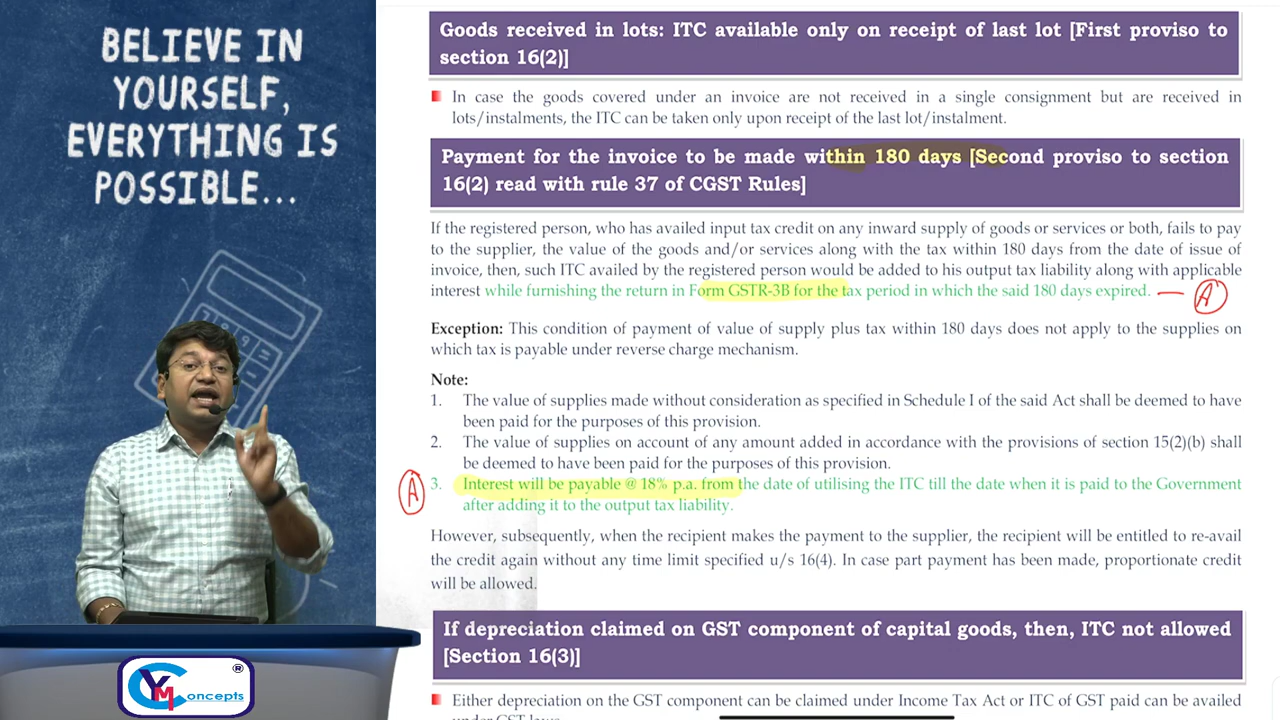 BELIEVE IN
YOURSELF,
EVERYTHING IS
POSSIBLE...
Goods received in lots: ITC available only on receipt of last lot [First proviso to
section 16(2)]
In case the goods covered under an invoice are not received in a single consignment but are received in
lots/instalments, the ITC can be taken only upon receipt of the last lot/instalment.
Payment for the invoice to be made within 180 days [Second proviso to section
16(2) read with rule 37 of CGST Rules]
If the registered person, who has availed input tax credit on any inward supply of goods or services or both, fails to pay
to the supplier, the value of the goods and/or services along with the tax within 180 days from the date of issue of
invoice, then, such ITC availed by the registered person would be added to his output tax liability along with applicable
interest while furnishing the return in Form GSTR-3B for the tax period in which the said 180 days expired. — A
Exception: This condition of payment of value of supply plus tax within 180 days does not apply to the supplies on
which tax is payable under reverse charge mechanism.
Note:
1. The value of supplies made without consideration as specified in Schedule I of the said Act shall be deemed to have
been paid for the purposes of this provision.
2. The value of supplies on account of any amount added in accordance with the provisions of section 15(2)(b) shall
be deemed to have been paid for the purposes of this provision.
A 3. Interest will be payable @ 18% p.a. from the date of utilising the ITC till the date when it is paid to the Government
after adding it to the output tax liability.
However, subsequently, when the recipient makes the payment to the supplier, the recipient will be entitled to re-avail
the credit again without any time limit specified u/s 16(4). In case part payment has been made, proportionate credit
will be allowed.
If depreciation claimed on GST component of capital goods, then, ITC not allowed
[Section 16(3)]
Either depreciation on the GST component can be claimed under Income Tax Act or ITC of GST paid can be availed
under GST laws.
YMConcepts ®